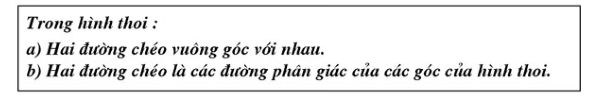 Trong hình thoi :
a) Hai đường chéo vuông góc với nhau.
b) Hai đường chéo là các đường phân giác của các góc của hình thoi.